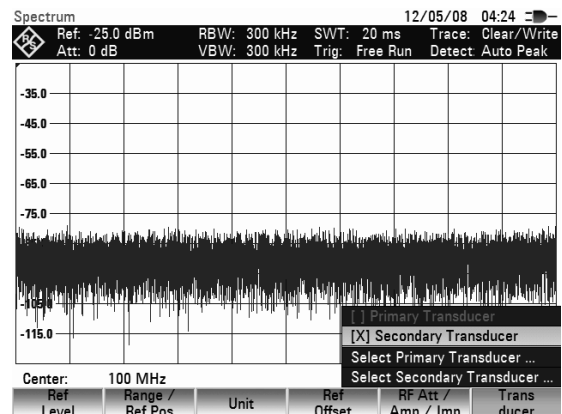 Spectrum 12/05/08 04:24
R&S Ref: -25.0 dBm RBW: 300 kHz SWT: 20 ms Trace: Clear/Write
Att: 0 dB VBW: 300 kHz Trig: Free Run Detect: Auto Peak
-35.0
-45.0
-55.0
-65.0
-75.0
-105.0
-115.0
[ ] Primary Transducer
[X] Secondary Transducer
Select Primary Transducer ...
Select Secondary Transducer ...
Center: 100 MHz
Ref Level
Range / Ref Pos
Unit
Ref Offset
RF Att / Amp / Imp
Trans ducer